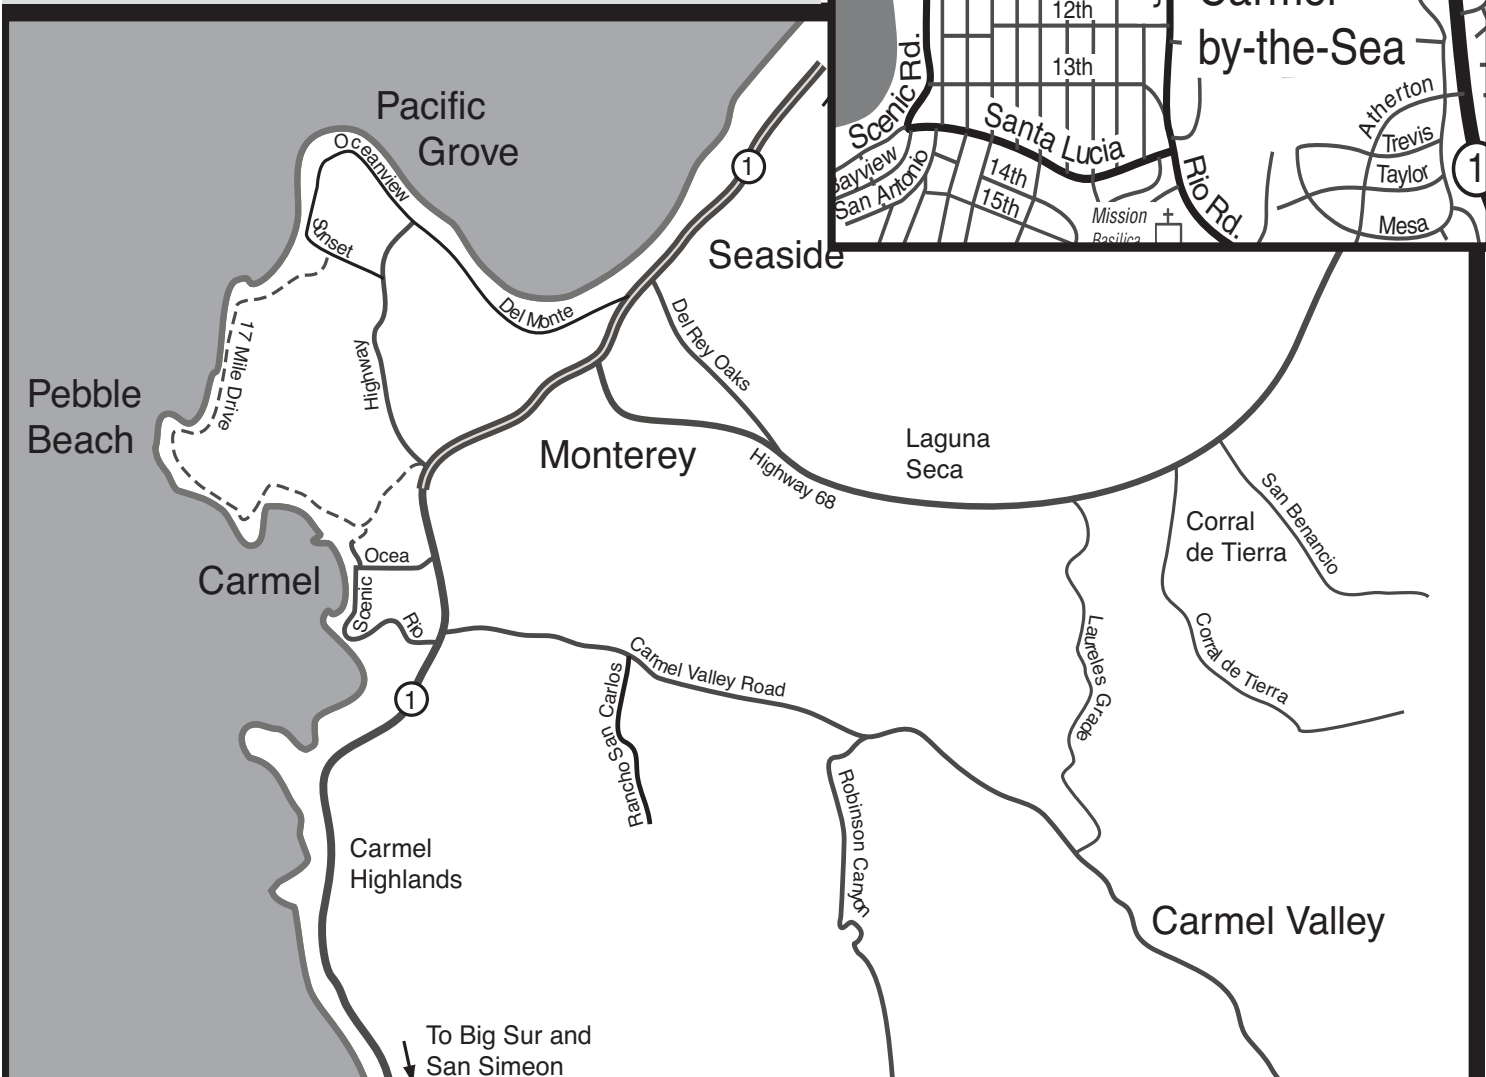 12th
by-the-Sea
13th
Scenic Rd.
Santa Lucia
Atherton
Trevis
Taylor
Mesa
1
Bayview
San Antonio
14th
15th
Rio Rd.
Mission
Basilica
Pacific
Grove
Oceanview
Sunset
1
Seaside
Del Monte
Del Rey Oaks
17 Mile Drive
Highway
Pebble
Beach
Monterey
Highway 68
Laguna
Seca
San Benancio
Corral
de Tierra
Ocea
Carmel
Scenic
Rio
Corral de Tierra
Laureles Grade
Carmel Valley Road
Rancho San Carlos
1
Robinson Canyon
Carmel
Highlands
Carmel Valley
To Big Sur and
San Simeon